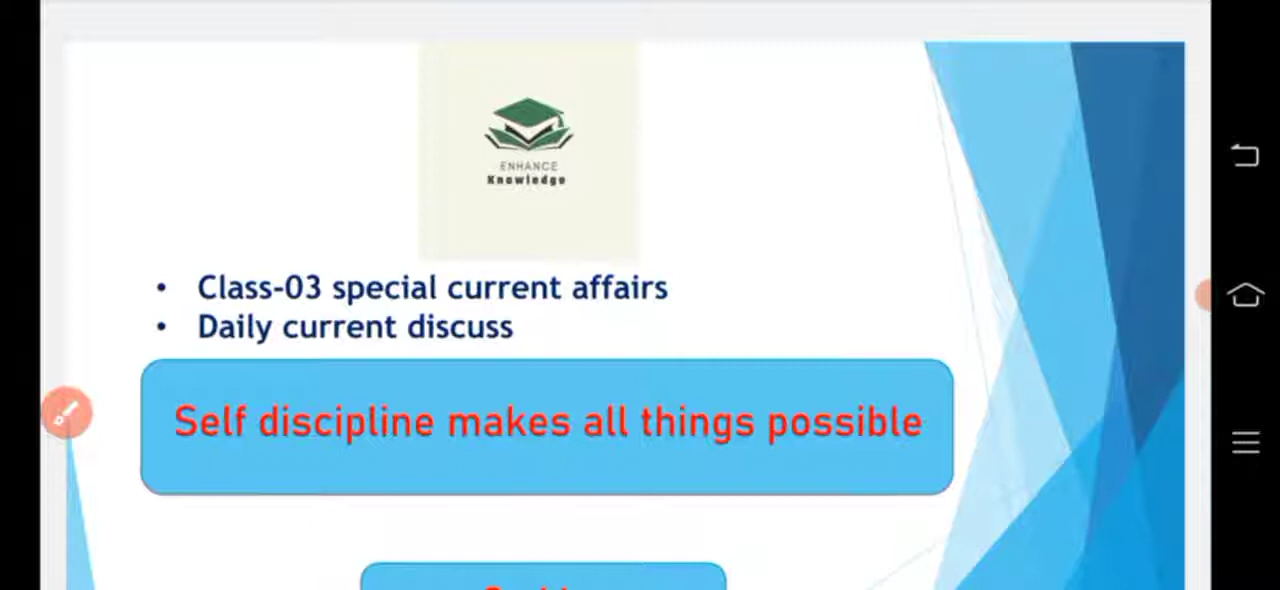 ENHANCE
Knowledge
• Class-03 special current affairs
• Daily current discuss
Self discipline makes all things possible